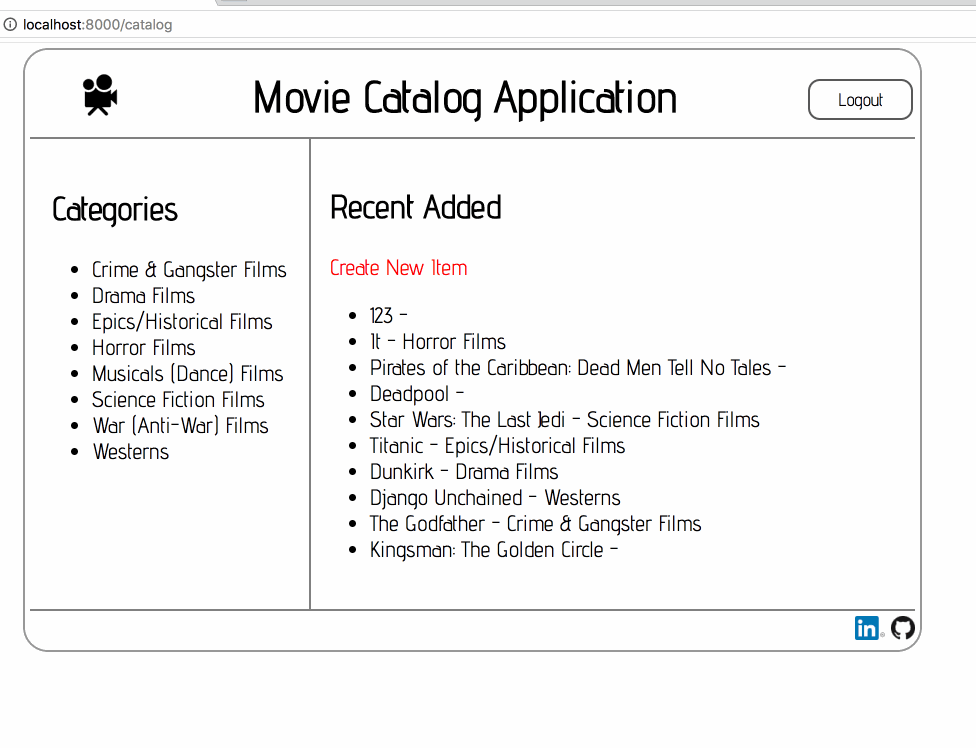 localhost:8000/catalog
Movie Catalog Application
Logout
Categories
Crime & Gangster Films
Drama Films
Epics/Historical Films
Horror Films
Musicals (Dance) Films
Science Fiction Films
War (Anti-War) Films
Westerns
Recent Added
Create New Item
123 -
It - Horror Films
Pirates of the Caribbean: Dead Men Tell No Tales -
Deadpool -
Star Wars: The Last Jedi - Science Fiction Films
Titanic - Epics/Historical Films
Dunkirk - Drama Films
Django Unchained - Westerns
The Godfather - Crime & Gangster Films
Kingsman: The Golden Circle -
in